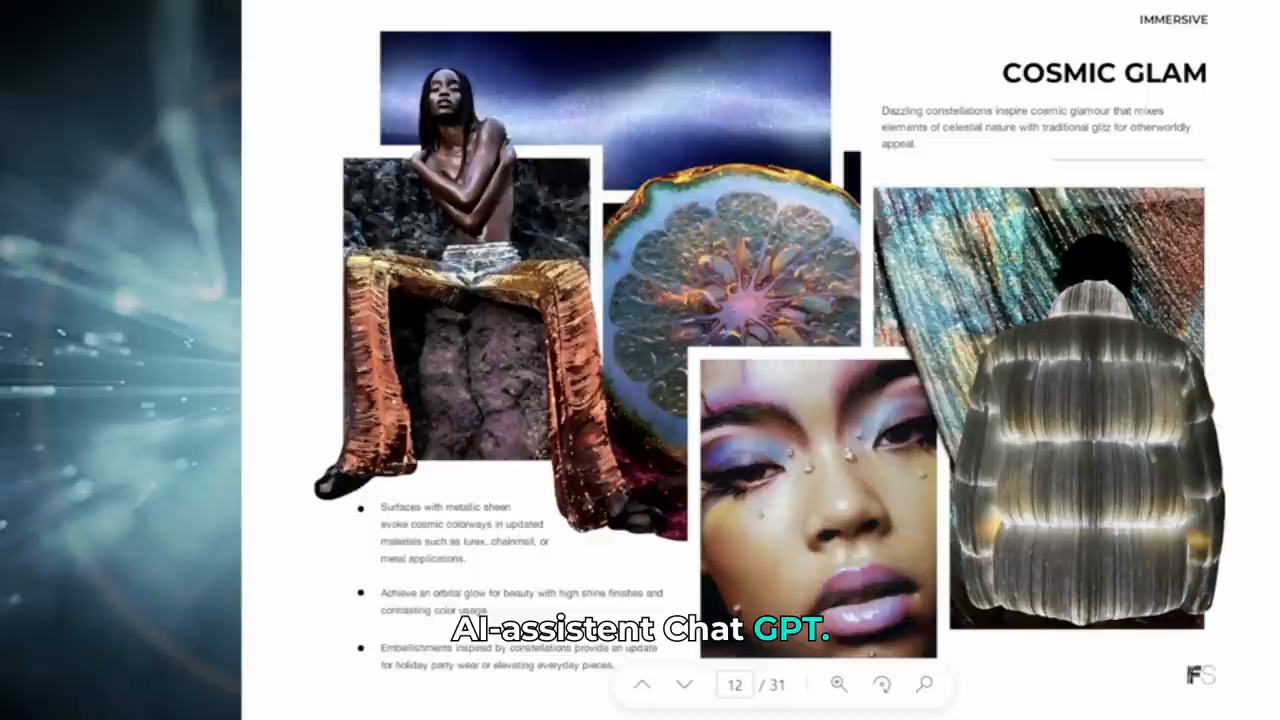 IMMERSIVE
COSMIC GLAM
Dazzling constellations inspire cosmic glamour that mixes
elements of celestial nature with traditional glitz for otherworldly
appeal.
Surfaces with metallic sheen
evoke cosmic colorways in updated
materials such as lurex, chainmail, or
metal applications.
Achieve an orbital glow for beauty with high shine finishes and
contrasting color usage.
AI-assistent Chat GPT.
Embellishments inspired by constellations provide an update
for holiday party wear or elevating everyday pieces.
12 / 31
FS